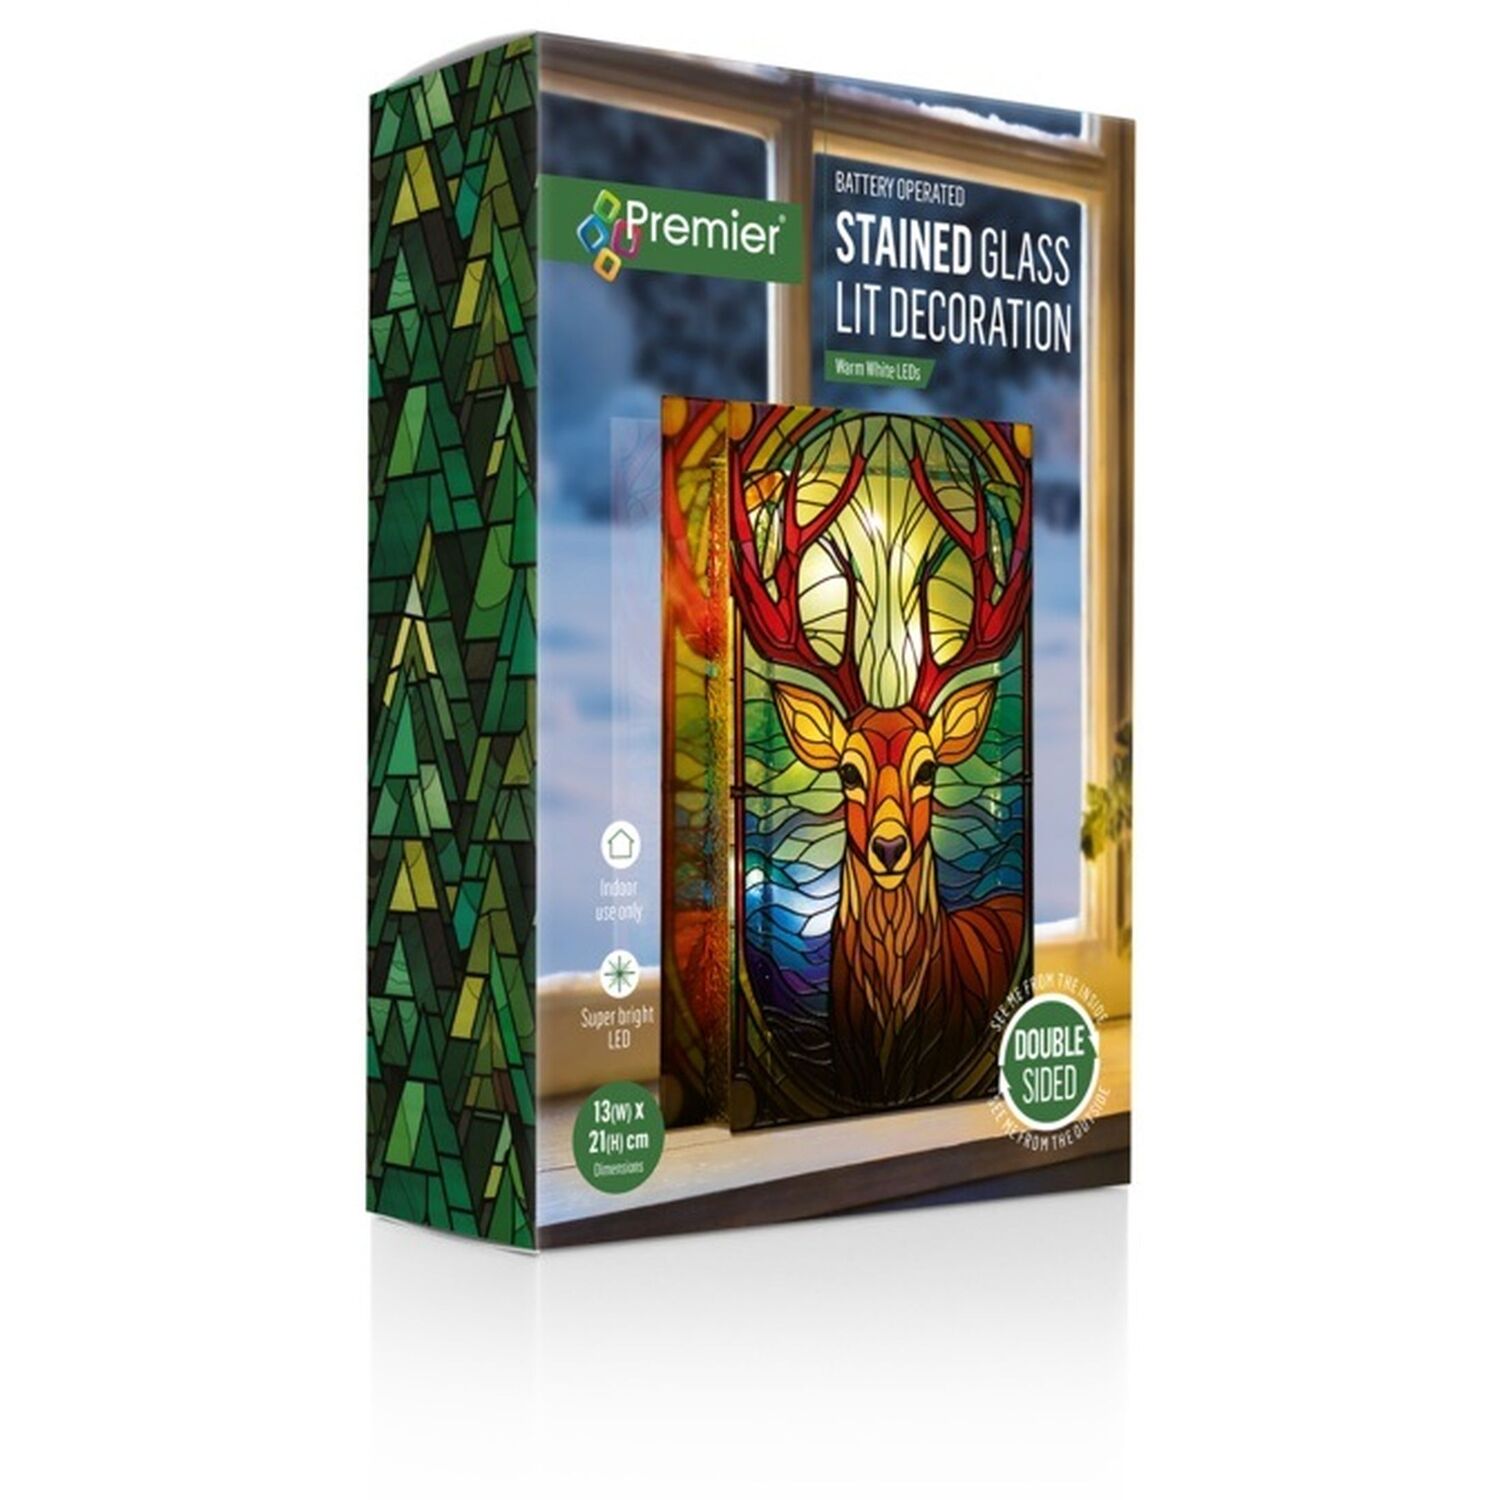 Premier®
BATTERY OPERATED
STAINED GLASS
LIT DECORATION
Warm White LEDs
Indoor
use only
Super bright
LED
13(W) X
21(H) cm
Dimensions
SEE ME FROM THE INSIDE
DOUBLE
SIDED
SEE ME FROM THE OUTSIDE